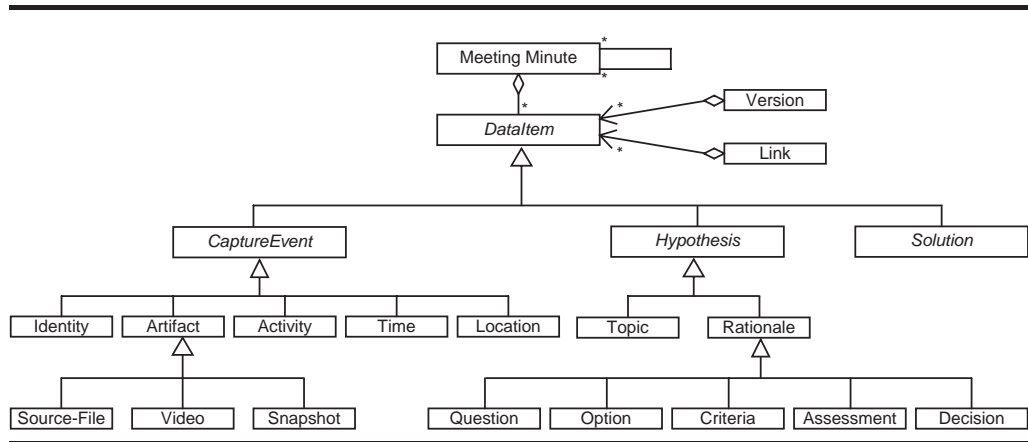 *
Meeting Minute
*
*
*
Version
DataItem
*
Link
CaptureEvent
Hypothesis
Solution
Identity
Artifact
Activity
Time
Location
Topic
Rationale
Source-File
Video
Snapshot
Question
Option
Criteria
Assessment
Decision